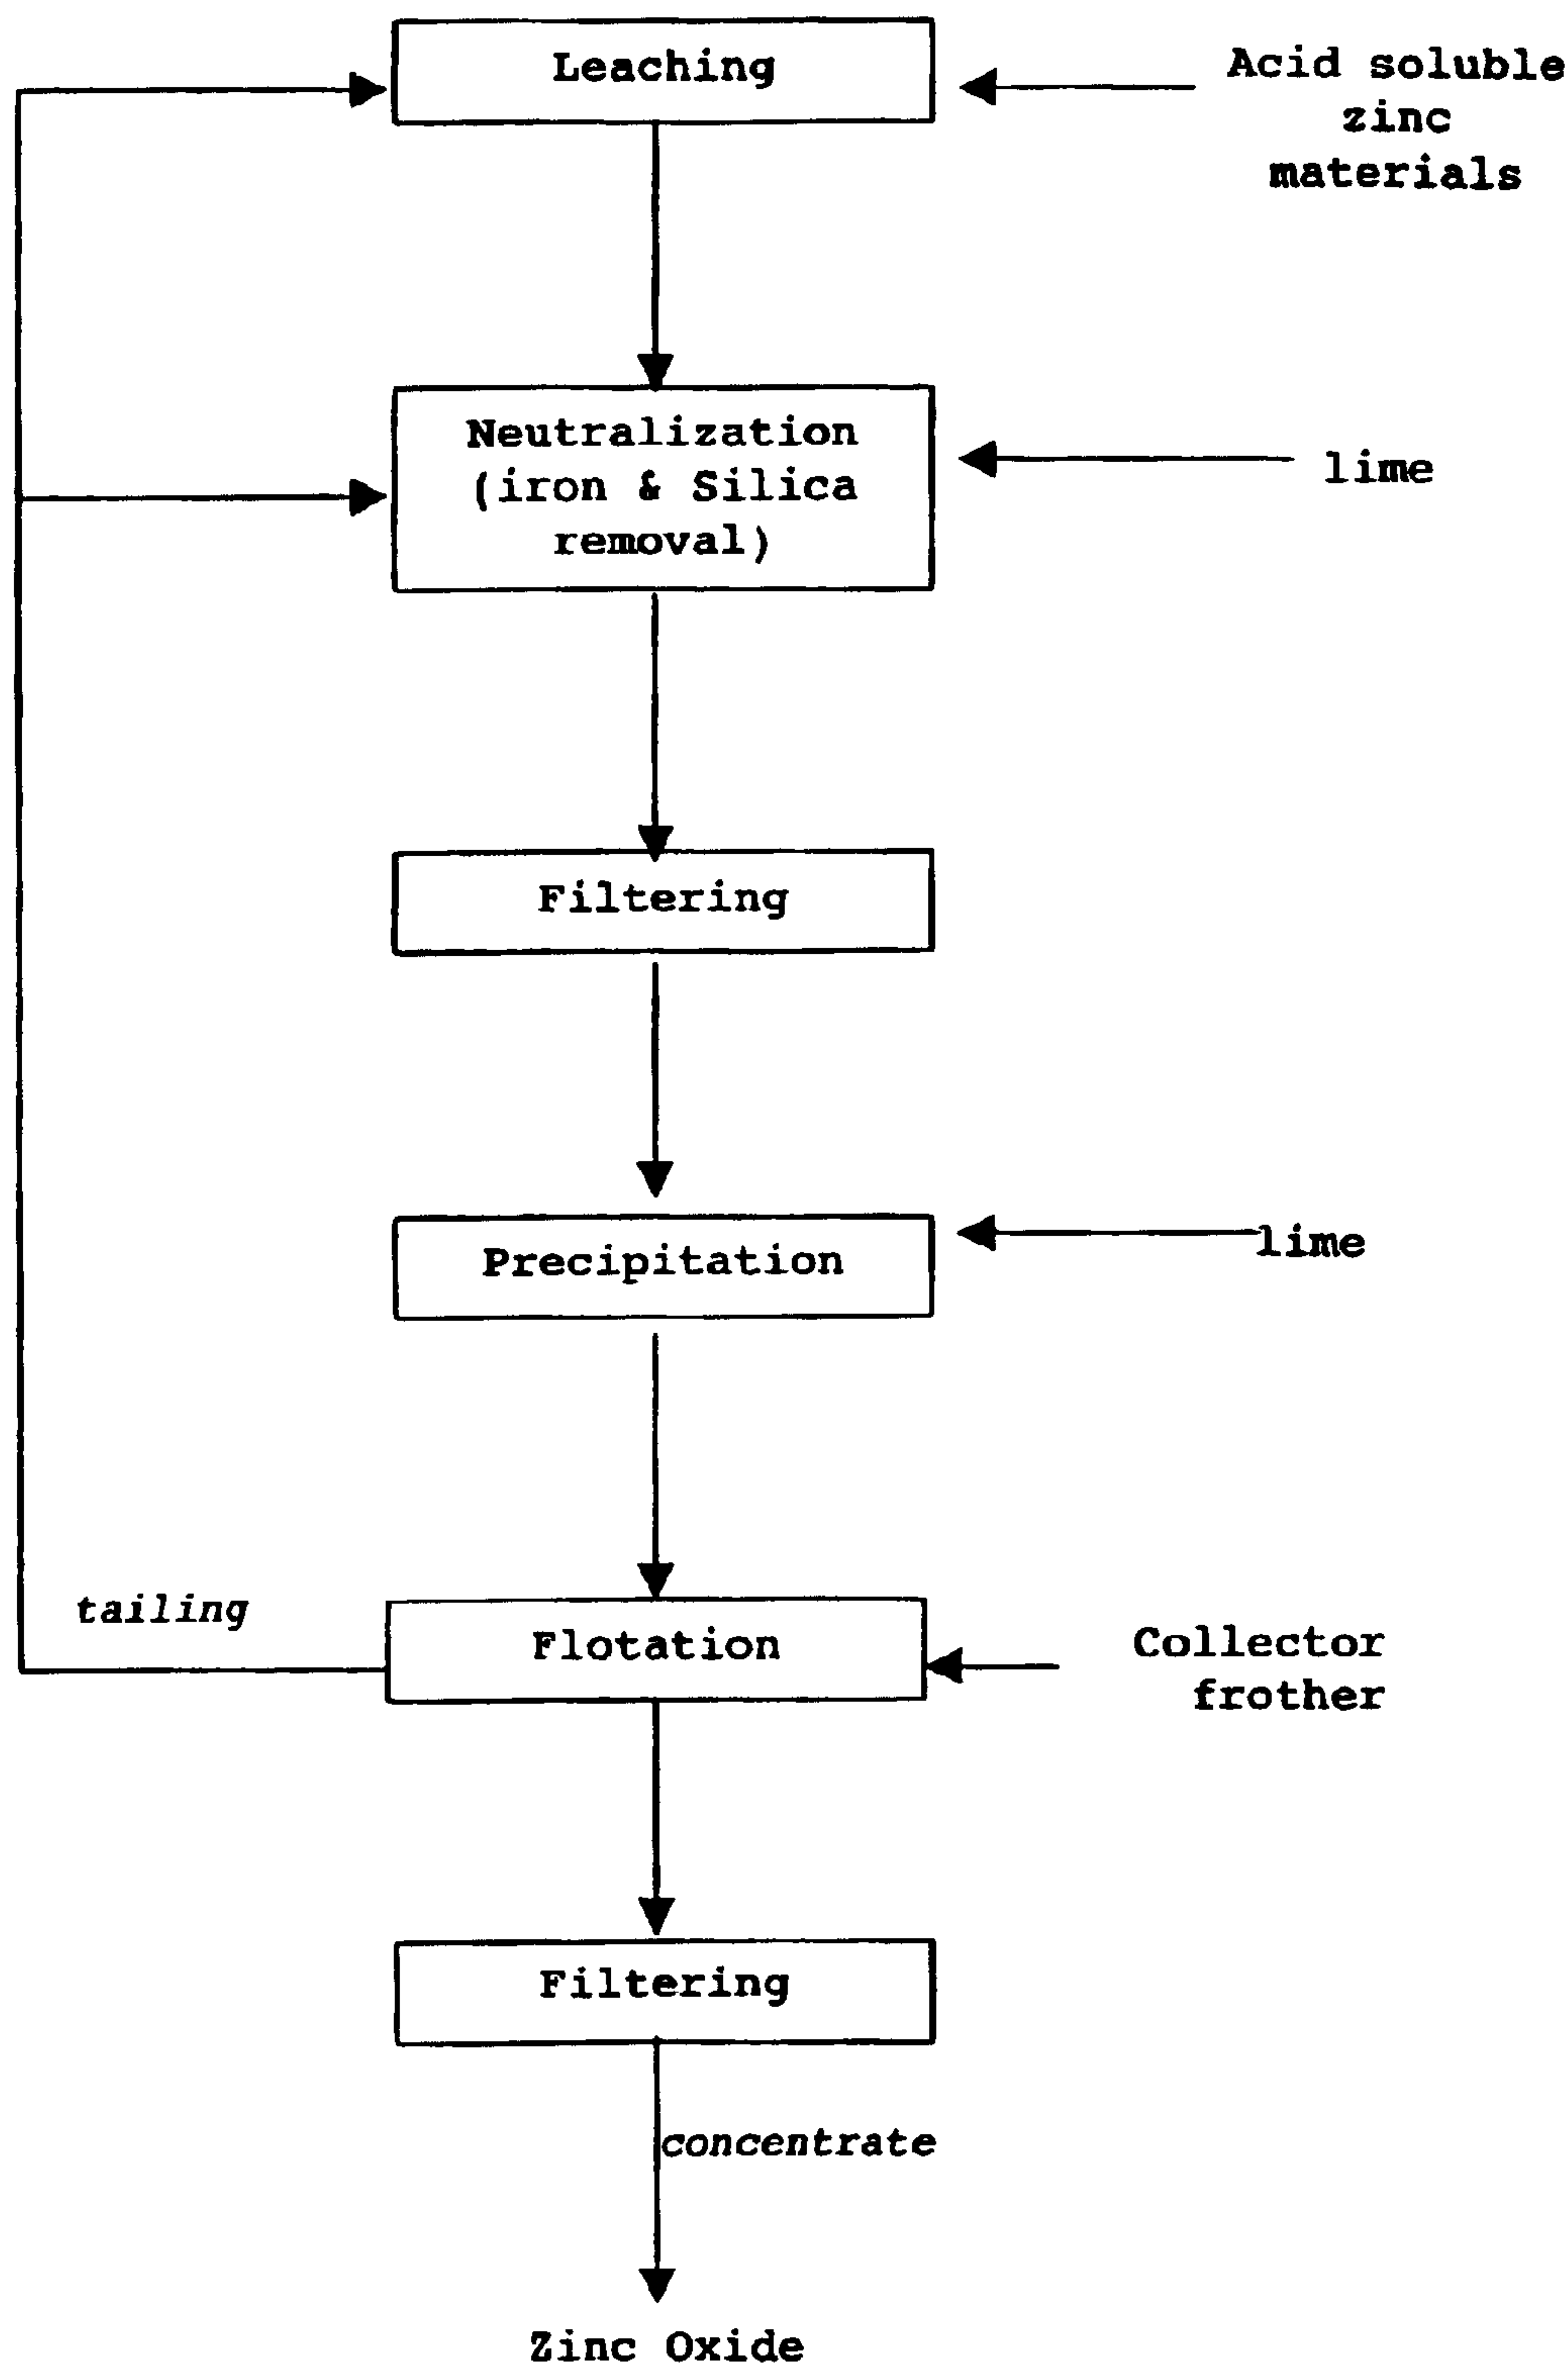 Leaching
Acid soluble
zinc
materials
Neutralization
(iron & Silica
removal)
lime
Filtering
Precipitation
lime
tailing
Flotation
Collector
frother
Filtering
concentrate
Zinc Oxide